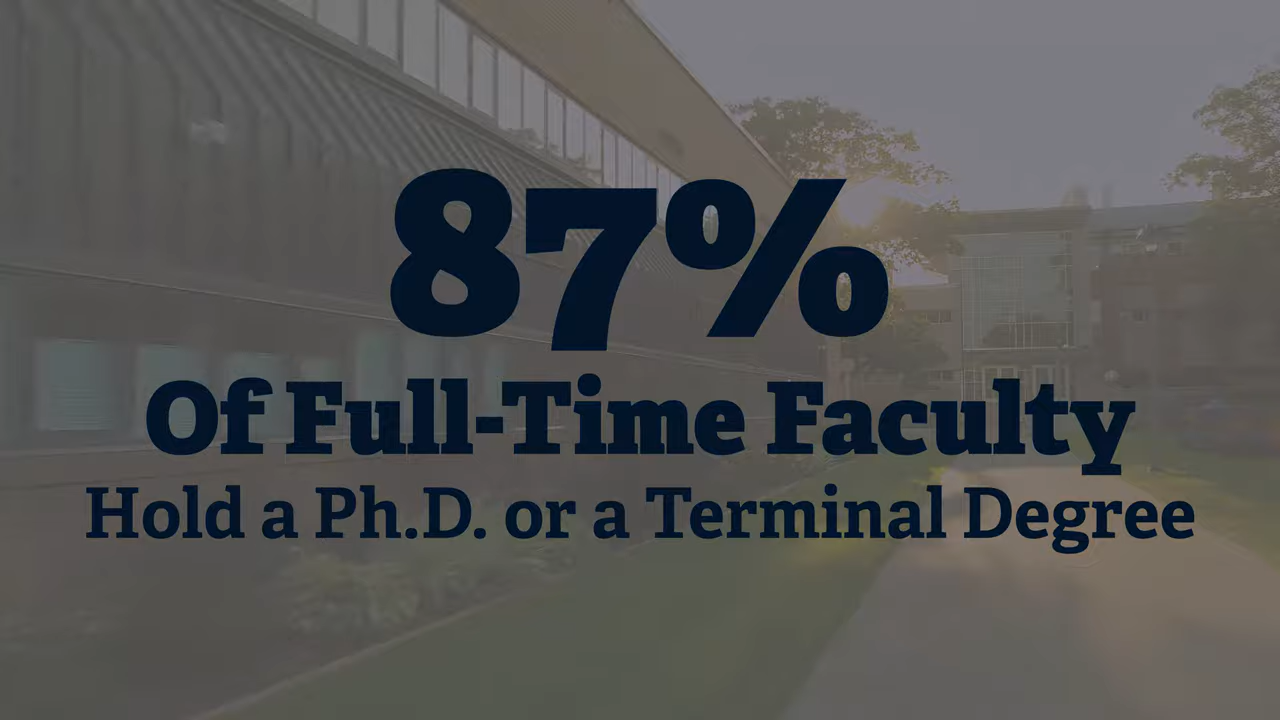 87%
Of Full-Time Faculty
Hold a Ph.D. or a Terminal Degree